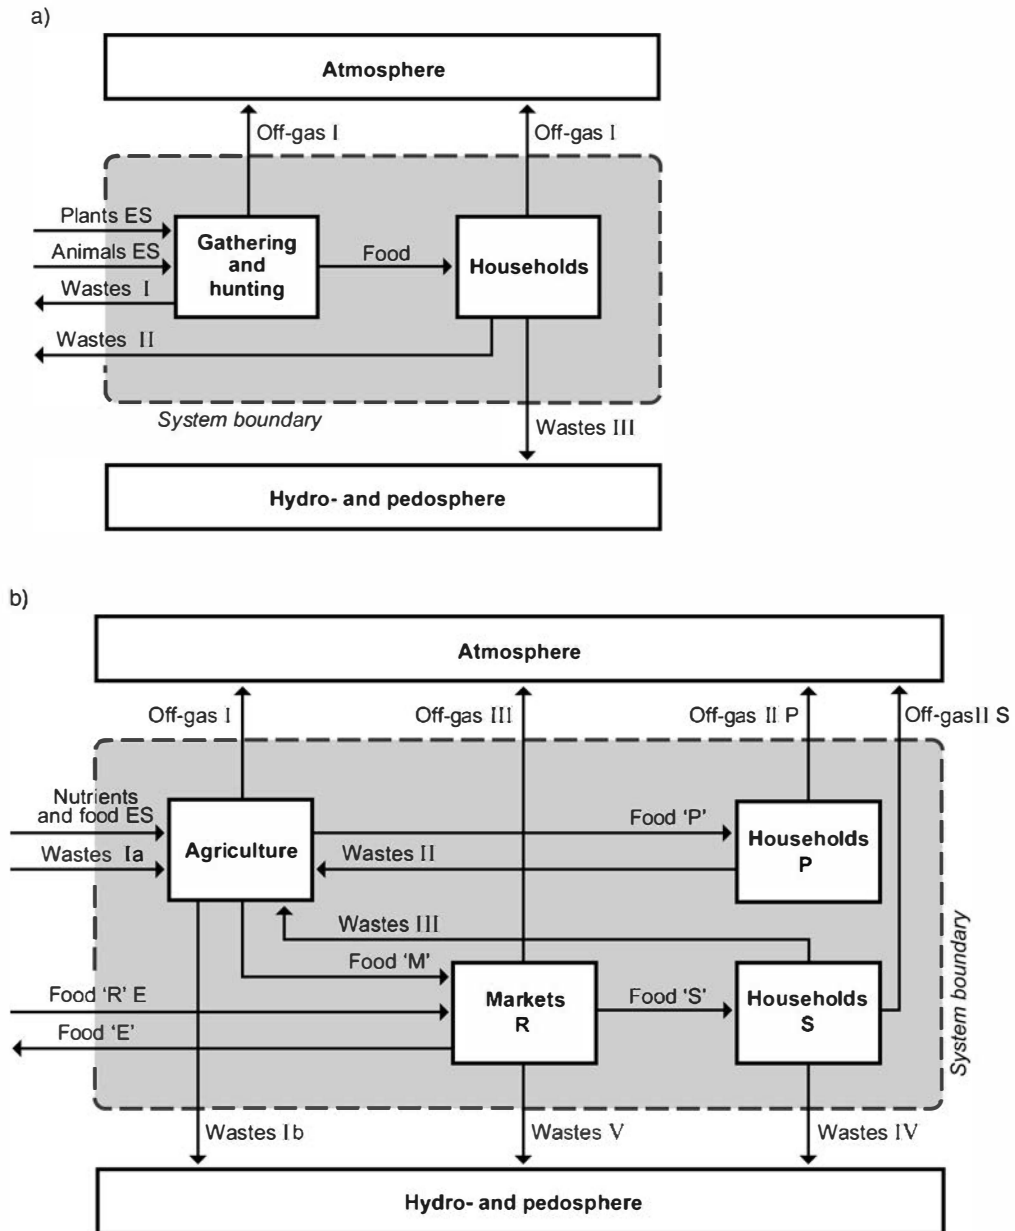 a)
Atmosphere
Off-gas I
Off-gas I
Plants ES
Animals ES
Wastes I
Wastes II
Gathering
and
hunting
Food
Households
System boundary
Wastes III
Hydro- and pedosphere
b)
Atmosphere
Off-gas I
Off-gas III
Off-gas II P
Off-gasII S
Nutrients
and food ES
Wastes Ia
Agriculture
Food ‘P’
Wastes II
Households
P
Wastes III
Food ‘M’
Food ‘R’ E
Food ‘E’
Markets
R
Food ‘S’
Households
S
System boundary
Wastes Ib
Wastes V
Wastes IV
Hydro- and pedosphere